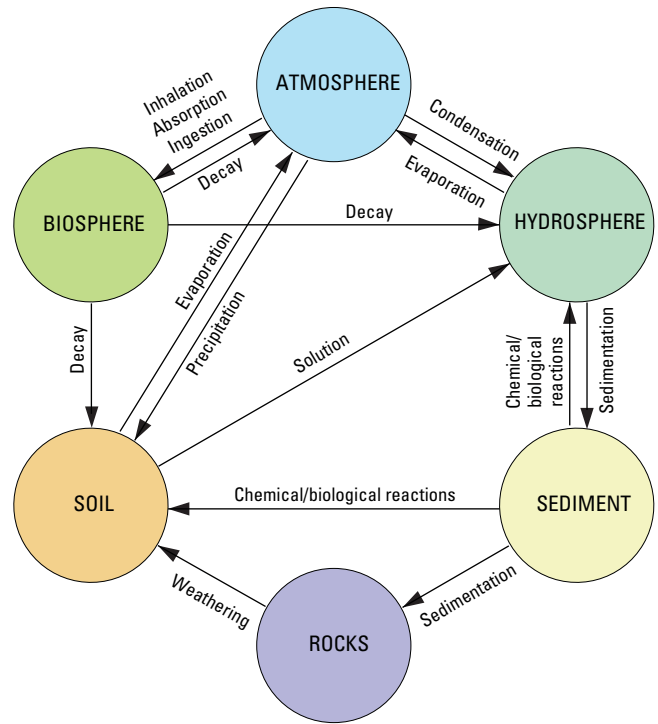 ATMOSPHERE
Inhalation
Absorption
Ingestion
Condensation
Decay
Evaporation
BIOSPHERE
Decay
HYDROSPHERE
Evaporation
Precipitation
Decay
Solution
Chemical/
biological
reactions
Sedimentation
SOIL
Chemical/biological reactions
SEDIMENT
Weathering
Sedimentation
ROCKS